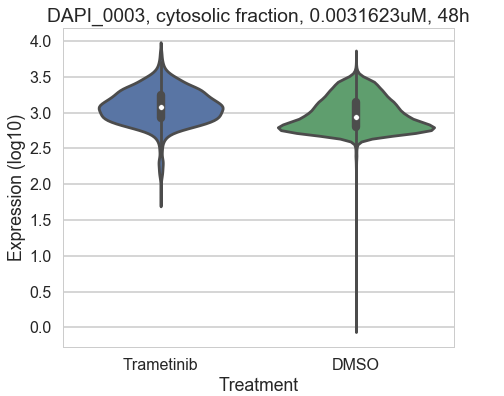 DAPI_0003, cytosolic fraction, 0.0031623uM, 48h
4.0
3.5
3.0
2.5
2.0
1.5
1.0
0.5
0.0
Expression (log10)
Trametinib DMSO
Treatment